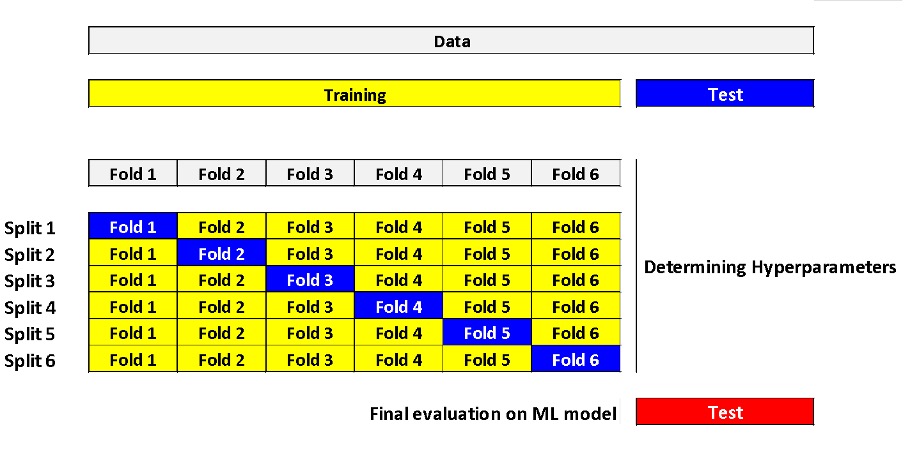 Data
Training Test
Fold 1 Fold 2 Fold 3 Fold 4 Fold 5 Fold 6
Split 1 Fold 1 Fold 2 Fold 3 Fold 4 Fold 5 Fold 6
Split 2 Fold 1 Fold 2 Fold 3 Fold 4 Fold 5 Fold 6
Split 3 Fold 1 Fold 2 Fold 3 Fold 4 Fold 5 Fold 6
Split 4 Fold 1 Fold 2 Fold 3 Fold 4 Fold 5 Fold 6
Split 5 Fold 1 Fold 2 Fold 3 Fold 4 Fold 5 Fold 6
Split 6 Fold 1 Fold 2 Fold 3 Fold 4 Fold 5 Fold 6
Determining Hyperparameters
Final evaluation on ML model Test